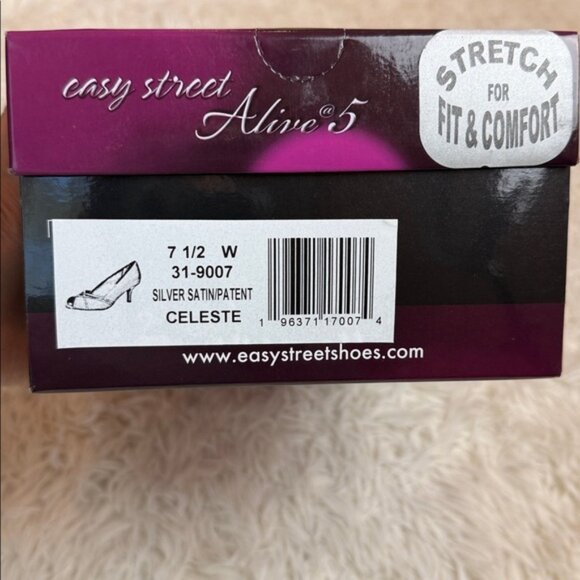 easy street
Alive@5
STRETCH
FOR
FIT & COMFORT
7 1/2 W
31-9007
SILVER SATIN/PATENT
CELESTE
1 96371 17007 4
www.easystreetshoes.com